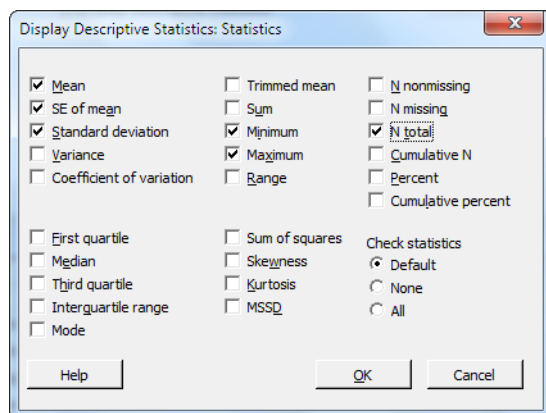 Display Descriptive Statistics: Statistics
Mean
SE of mean
Standard deviation
Variance
Coefficient of variation
Trimmed mean
Sum
Minimum
Maximum
Range
N nonmissing
N missing
N total
Cumulative N
Percent
Cumulative percent
First quartile
Median
Third quartile
Interquartile range
Mode
Sum of squares
Skewness
Kurtosis
MSSD
Check statistics
Default
None
All
Help
OK
Cancel